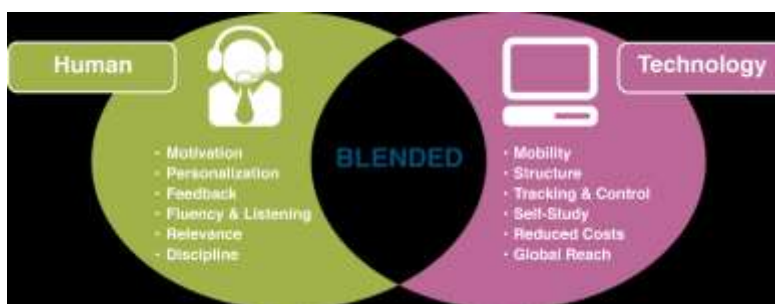 Human
· Motivation
· Personalization
· Feedback
· Fluency & Listening
· Relevance
· Discipline
BLENDED
Technology
· Mobility
· Structure
· Tracking & Control
· Self-Study
· Reduced Costs
· Global Reach